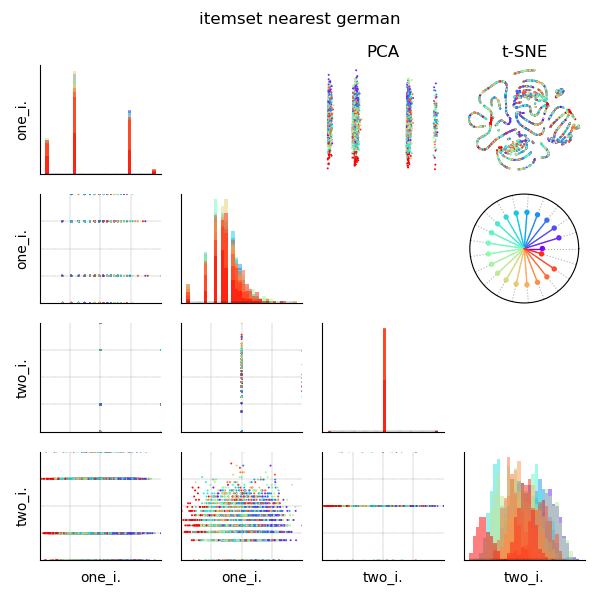 itemset nearest german
PCA
t-SNE
one_i.
one_i.
two_i.
two_i.
one_i.
one_i.
two_i.
two_i.